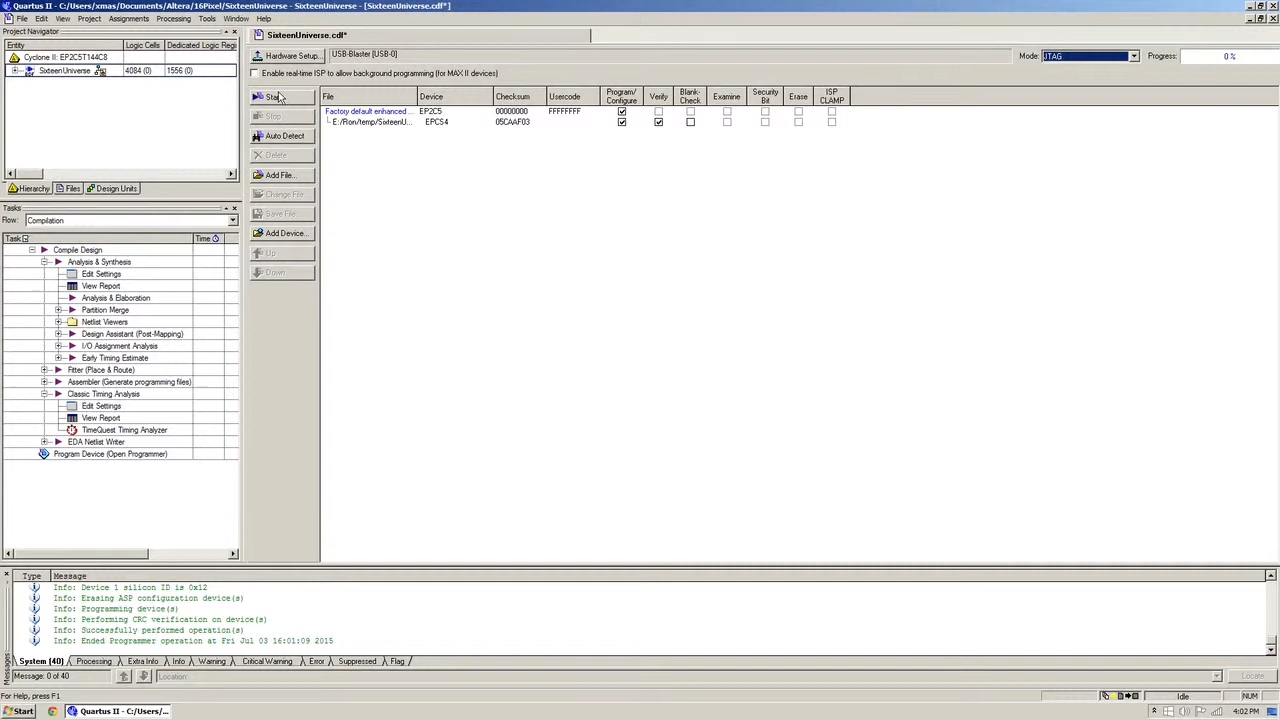 Quartus II - C:/Users/xmas/Documents/Altera/16Pixel/SixteenUniverse - SixteenUniverse - [SixteenUniverse.cdf*]
File Edit View Project Assignments Processing Tools Window Help
Project Navigator
Entity Logic Cells Dedicated Logic Regi
Cyclone II: EP2C5T144C8
SixteenUniverse 4084 (0) 1556 (0)
Hierarchy Files Design Units
Tasks
Flow: Compilation
Task Time
Compile Design
Analysis & Synthesis
Edit Settings
View Report
Analysis & Elaboration
Partition Merge
Netlist Viewers
Design Assistant (Post-Mapping)
I/O Assignment Analysis
Early Timing Estimate
Fitter (Place & Route)
Assembler (Generate programming files)
Classic Timing Analysis
Edit Settings
View Report
TimeQuest Timing Analyzer
EDA Netlist Writer
Program Device (Open Programmer)
SixteenUniverse.cdf*
Hardware Setup... USB-Blaster [USB-0] Mode: JTAG Progress: 0 %
Enable real-time ISP to allow background programming (for MAX II devices)
Start
Stop
Auto Detect
Delete
Add File...
Change File
Save File
Add Device...
Up
Down
File Device Checksum Usercode Program/ Configure Verify Blank- Check Examine Security Bit Erase ISP CLAMP
Factory default enhanced ... EP2C5 00000000 FFFFFFFF
E:/Ron/temp/SixteenU... EPCS4 05CAAF03
Type Message
Info: Device 1 silicon ID is 0x12
Info: Erasing ASP configuration device(s)
Info: Programming device(s)
Info: Performing CRC verification on device(s)
Info: Successfully performed operation(s)
Info: Ended Programmer operation at Fri Jul 03 16:01:09 2015
System (40) Processing Extra Info Info Warning Critical Warning Error Suppressed Flag
Messages
Message: 0 of 40 Location: Locate
For Help, press F1 Idle NUM
Start Quartus II - C:/Users/... 4:02 PM